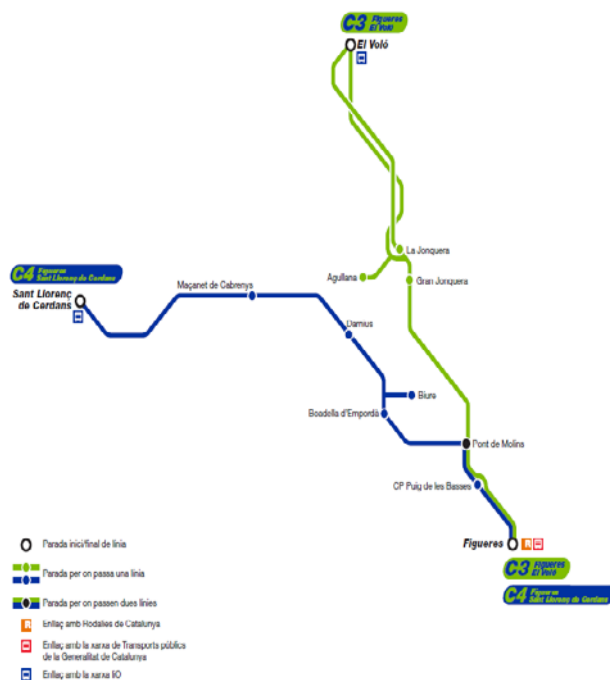 C3 Figueres
El Voló
El Voló
La Jonquera
Agullana
Gran Jonquera
C4 Figueres
Sant Llorenç de Cerdans
Sant Llorenç
de Cerdans
Maçanet de Cabrenys
Darnius
Biure
Boadella d'Empordà
Pont de Molins
CP Puig de les Basses
Figueres
C3 Figueres
El Voló
C4 Figueres
Sant Llorenç de Cerdans
Parada inici/final de línia
Parada per on passa una línia
Parada per on passen dues línies
Enllaç amb Rodalies de Catalunya
Enllaç amb la xarxa de Transports públics
de la Generalitat de Catalunya
Enllaç amb la xarxa liO